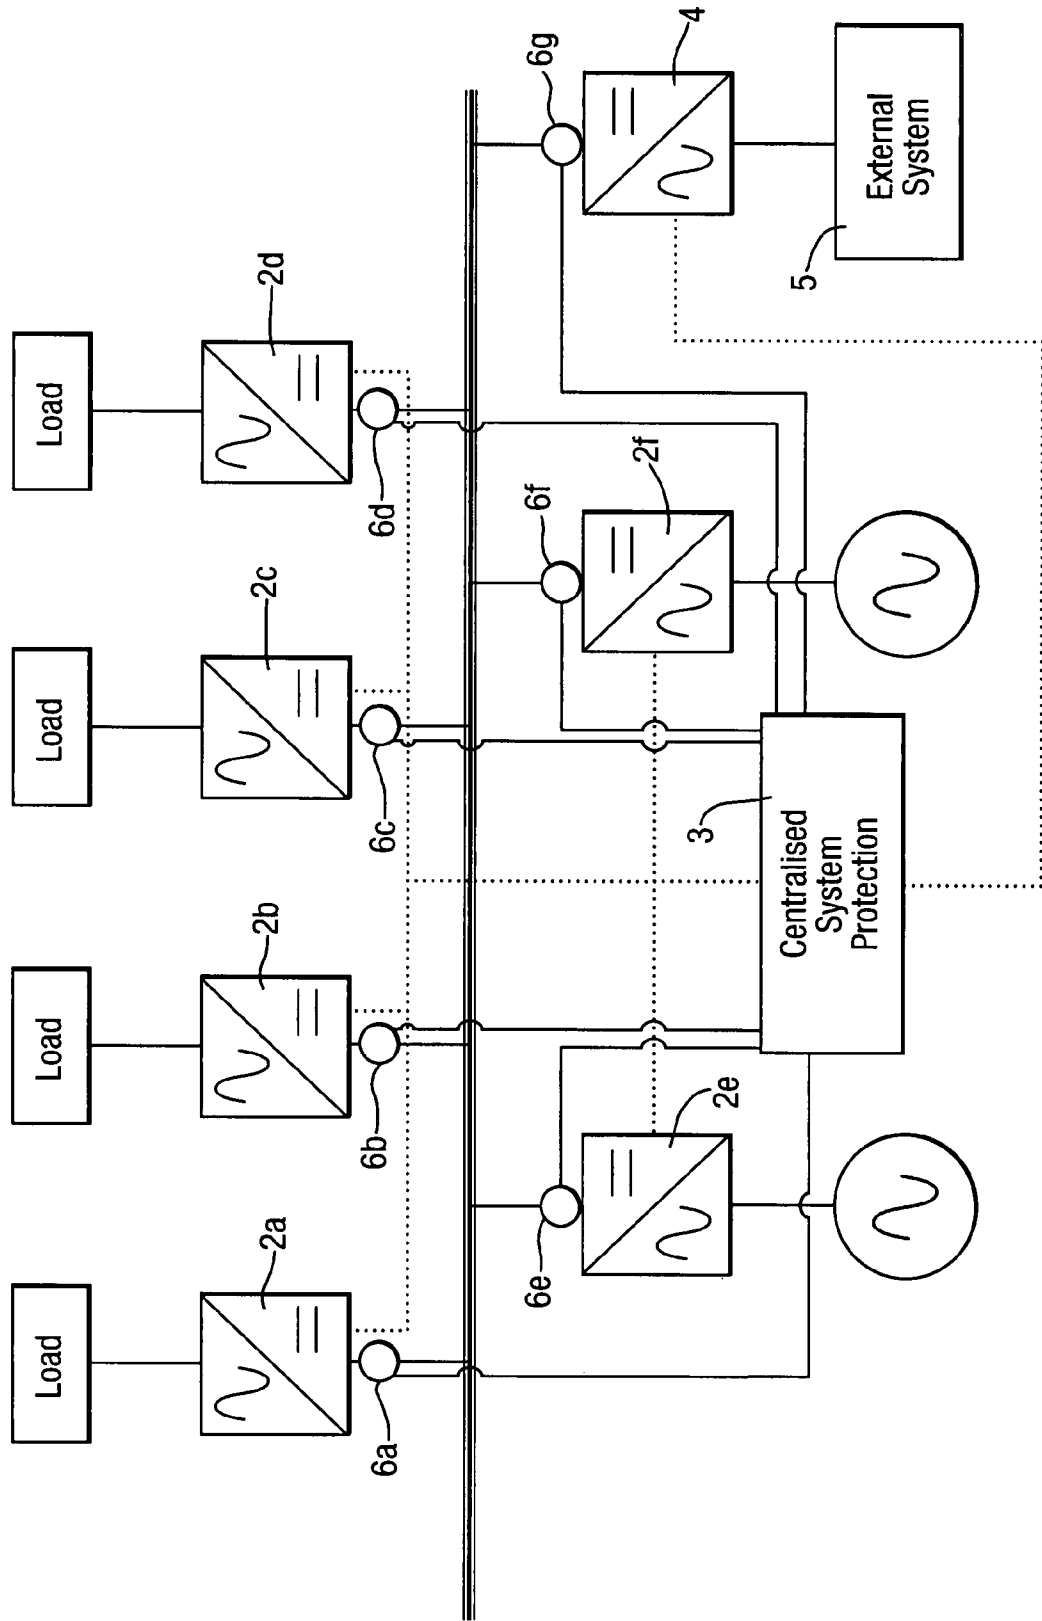 Load
Load
Load
Load
2a
2b
2c
2d
6a
6b
6c
6d
6e
6f
6g
2e
2f
4
3
Centralised
System
Protection
5
External
System